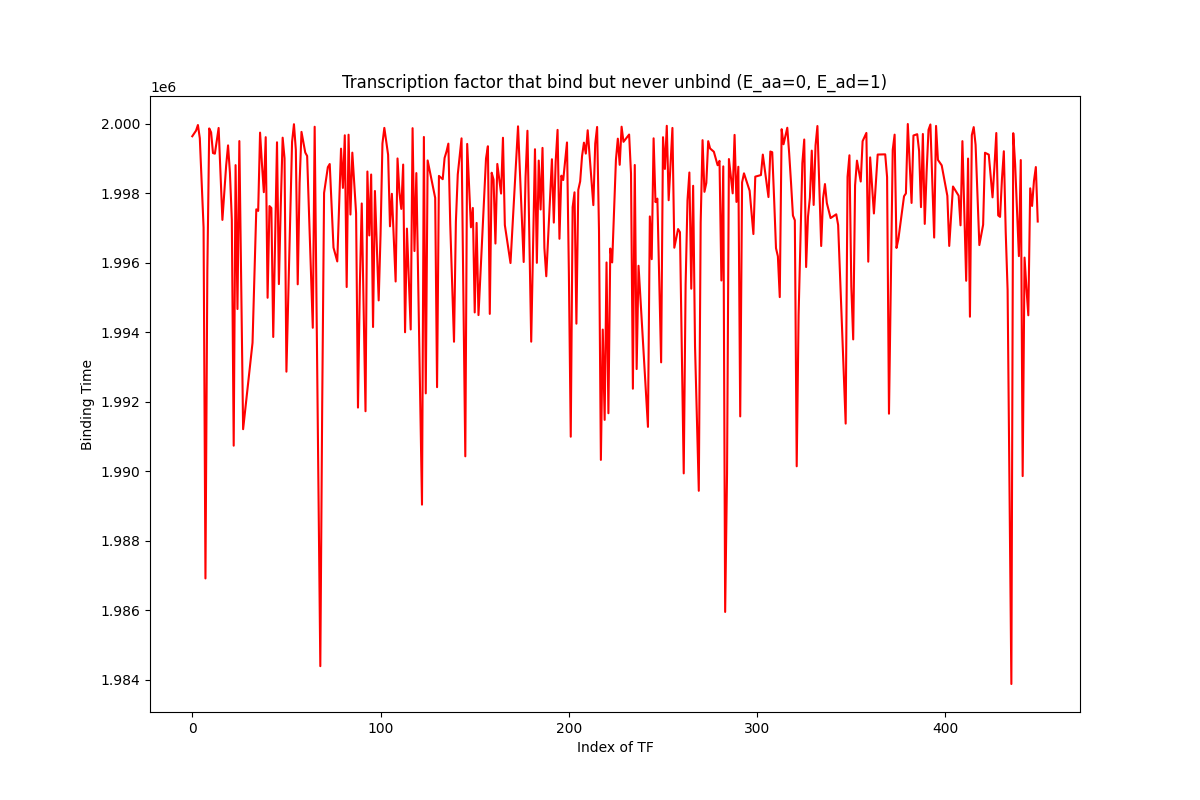 Transcription factor that bind but never unbind (E_aa=0, E_ad=1)
1e6
2.000
1.998
1.996
1.994
1.992
1.990
1.988
1.986
1.984
Binding Time
0 100 200 300 400
Index of TF